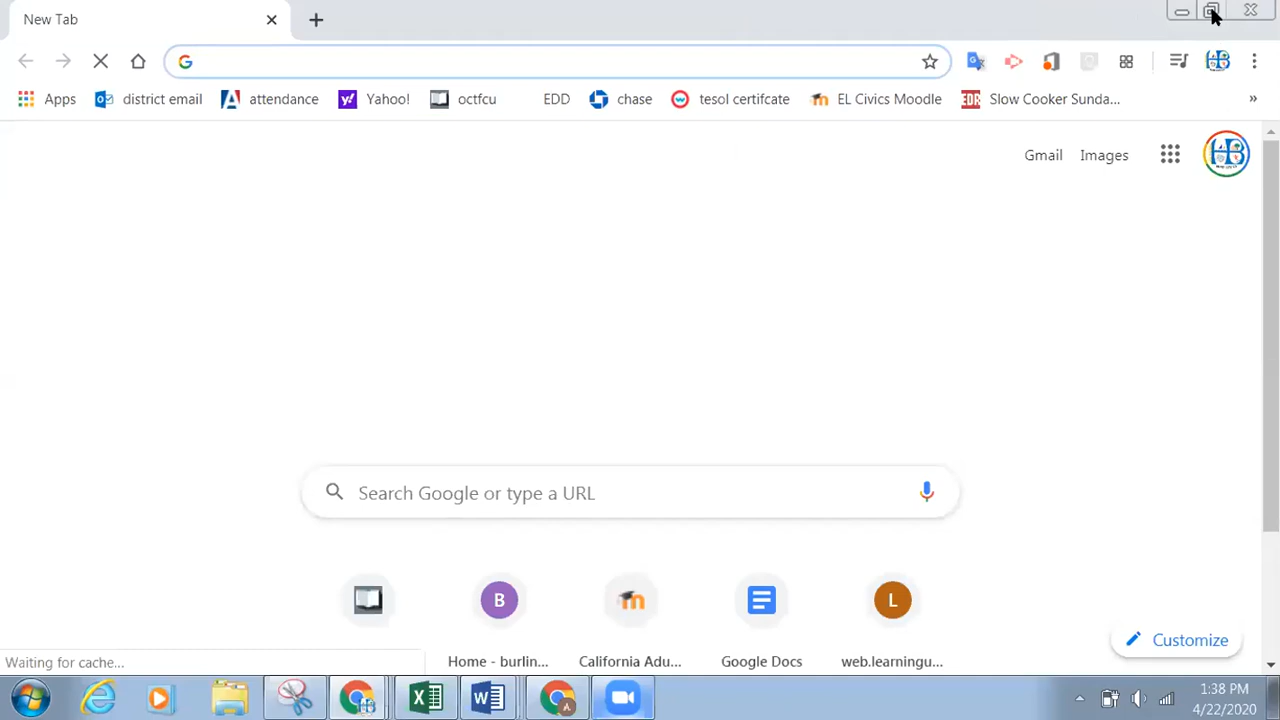 New Tab
Apps district email attendance Yahoo! octfcu EDD chase tesol certifcate EL Civics Moodle EDR Slow Cooker Sunda... »
Gmail Images HB
Search Google or type a URL
B L
Home - burlin... California Adu... Google Docs web.learningu...
Customize
Waiting for cache...
1:38 PM
4/22/2020